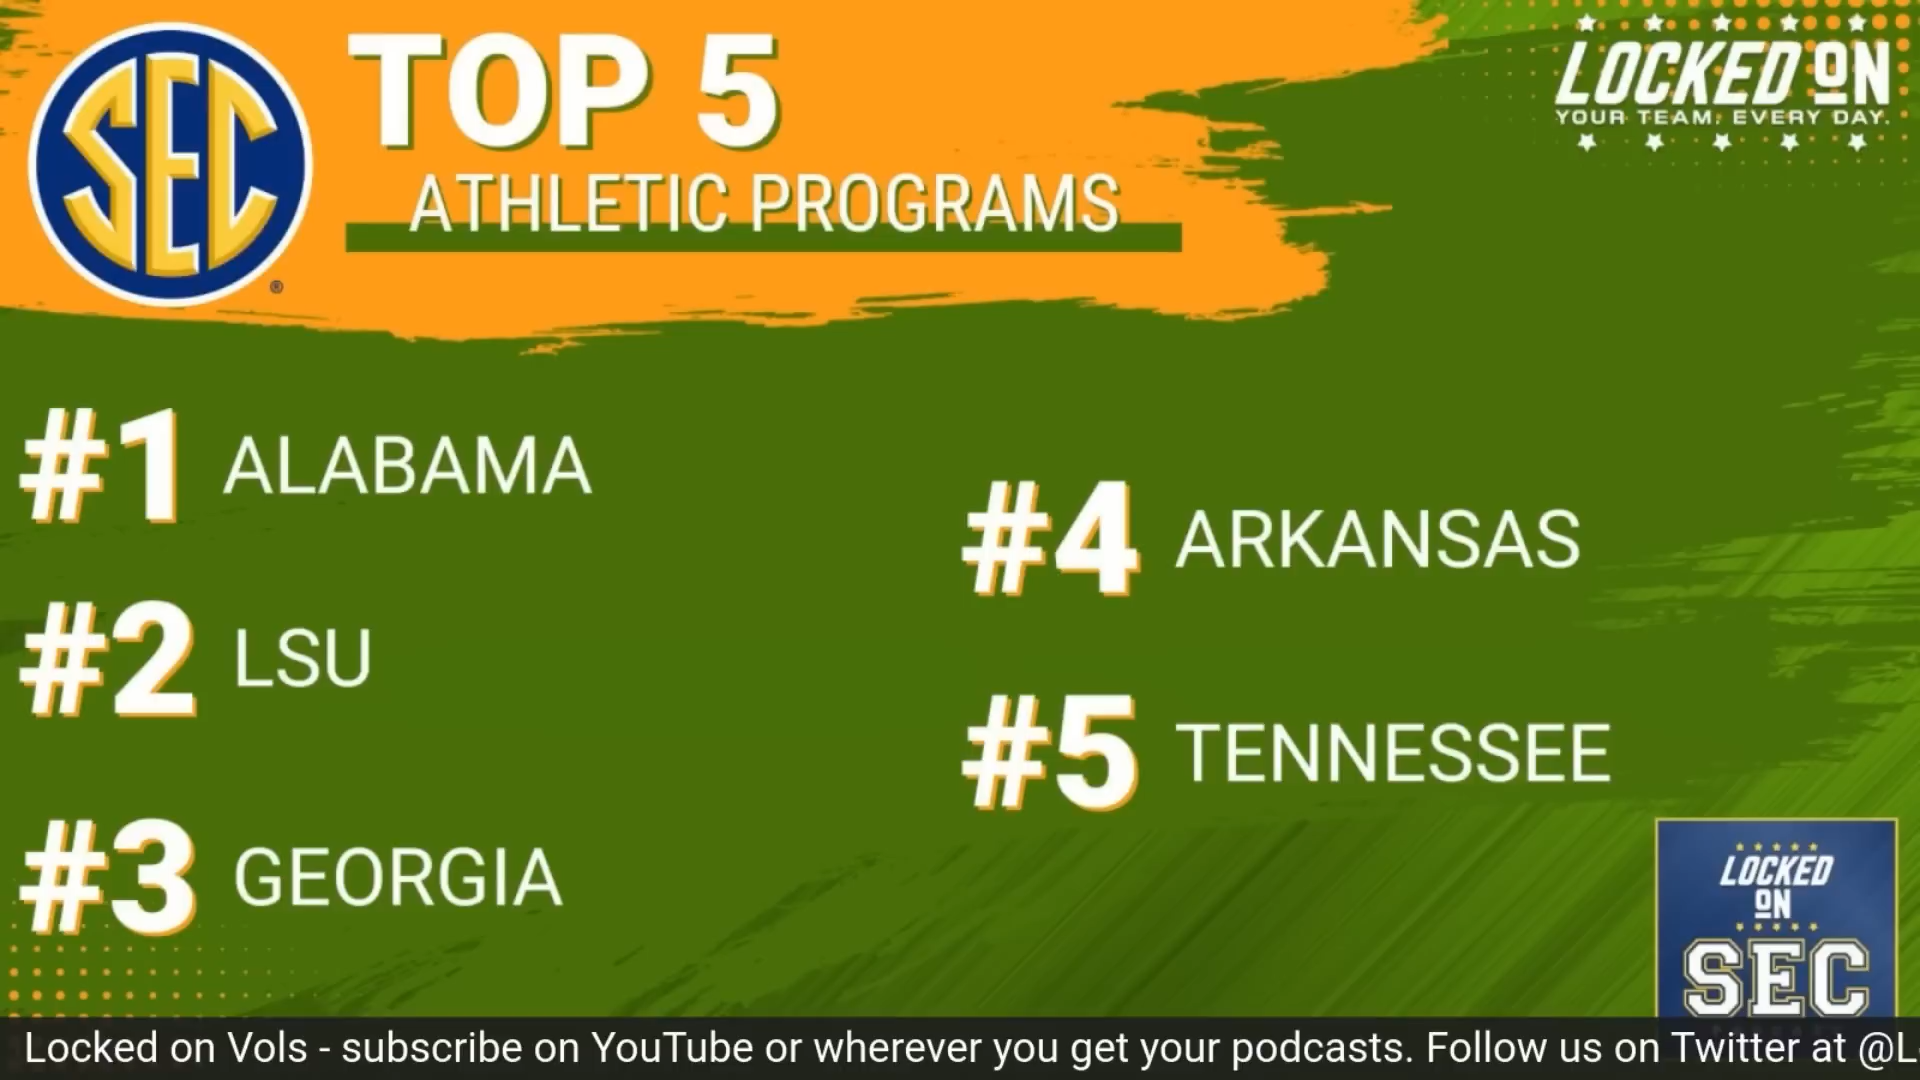 SEC
®
TOP 5
ATHLETIC PROGRAMS
LOCKED ON
YOUR TEAM. EVERY DAY.
#1 ALABAMA
#2 LSU
#3 GEORGIA
#4 ARKANSAS
#5 TENNESSEE
LOCKED
ON
SEC
Locked on Vols - subscribe on YouTube or wherever you get your podcasts. Follow us on Twitter at @L